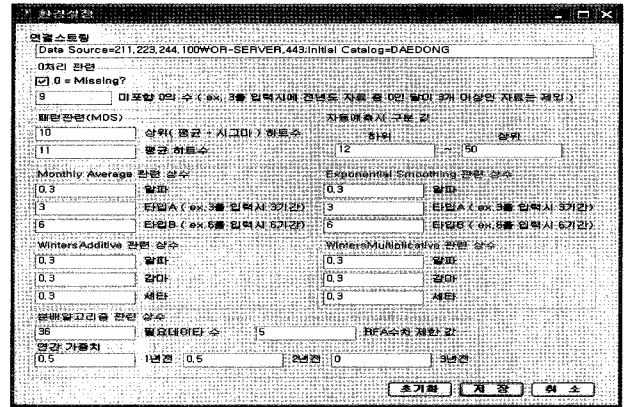 환경설정
연결스트링
Data Source=211,223,244,100₩OR-SERVER,443;Initial Catalog=DAEDONG
0처리 관련
0 = Missing?
9 미포함 0의 수 ( ex, 3를 입력시에 전년도 자료 중 0인 달이 3개 이상인 자료는 제외 )
패턴관련(MDS) 자동예측시 구분 값
10 상위( 평균 + 시그마 ) 히트수 하위 상위
11 평균 히트수 12 ~ 50
Monthly Average 관련 상수 Exponential Smoothing 관련 상수
0,3 알파 0,3 알파
3 타입A ( ex,3를 입력시 3기간) 3 타입A ( ex,3를 입력시 3기간)
6 타입B ( ex,6를 입력시 6기간) 6 타입B ( ex,6를 입력시 6기간)
WintersAdditive 관련 상수 WintersMultiplicative 관련 상수
0,3 알파 0,3 알파
0,3 감마 0,3 감마
0,3 세타 0,3 세타
분배알고리즘 관련 상수
36 필요데이타 수 5 RFA수치 제한 값
연간 가중치
0,5 1년전 0,5 2년전 0 3년전
초기화 저 장 취 소